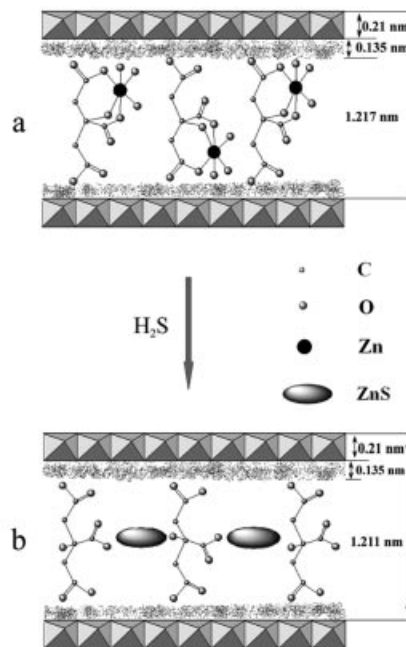 0.21 nm
0.135 nm
a
1.217 nm
C
O
H₂S
Zn
ZnS
0.21 nm
0.135 nm
b
1.211 nm